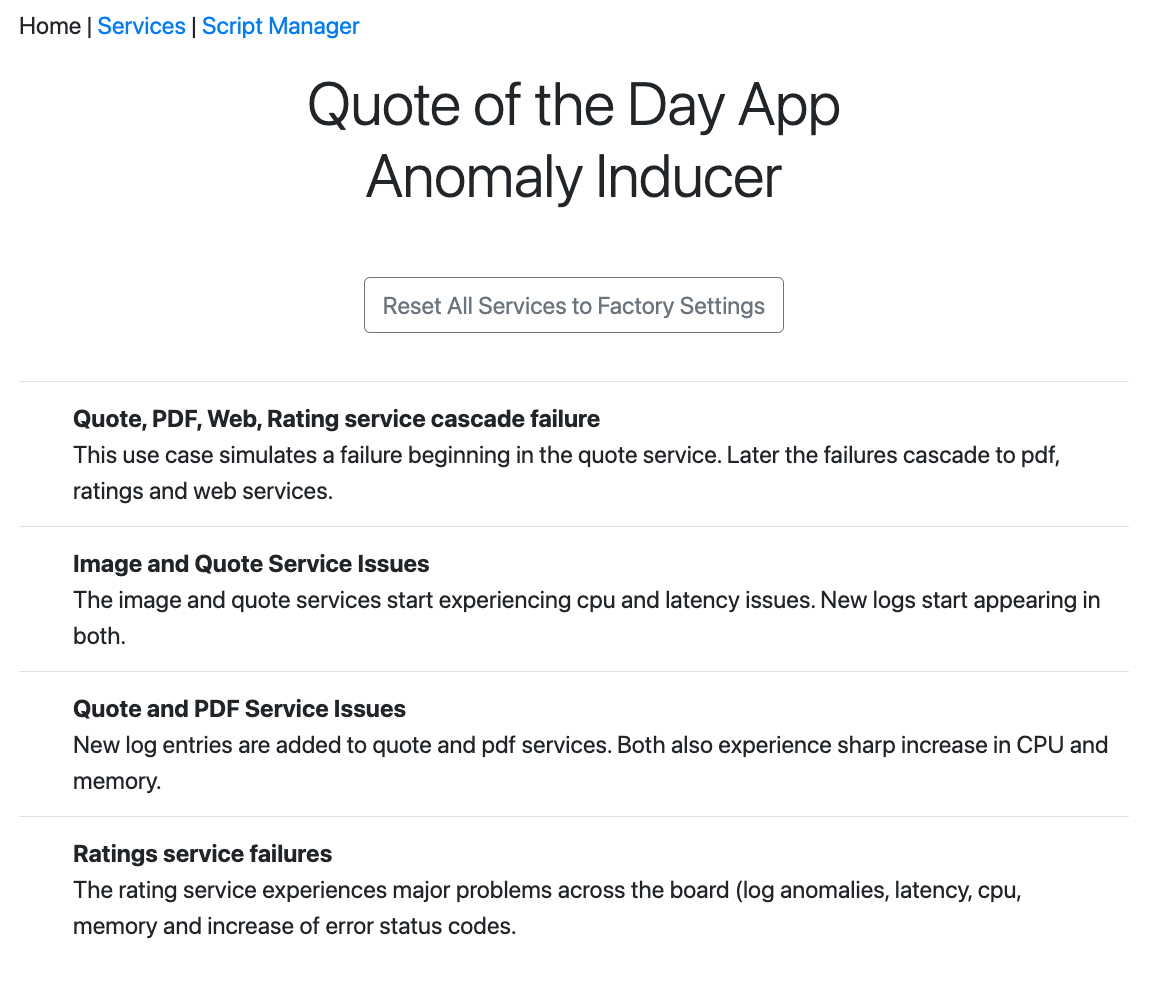 Home | Services | Script Manager
Quote of the Day App
Anomaly Inducer
Reset All Services to Factory Settings
Quote, PDF, Web, Rating service cascade failure
This use case simulates a failure beginning in the quote service. Later the failures cascade to pdf,
ratings and web services.
Image and Quote Service Issues
The image and quote services start experiencing cpu and latency issues. New logs start appearing in
both.
Quote and PDF Service Issues
New log entries are added to quote and pdf services. Both also experience sharp increase in CPU and
memory.
Ratings service failures
The rating service experiences major problems across the board (log anomalies, latency, cpu,
memory and increase of error status codes.